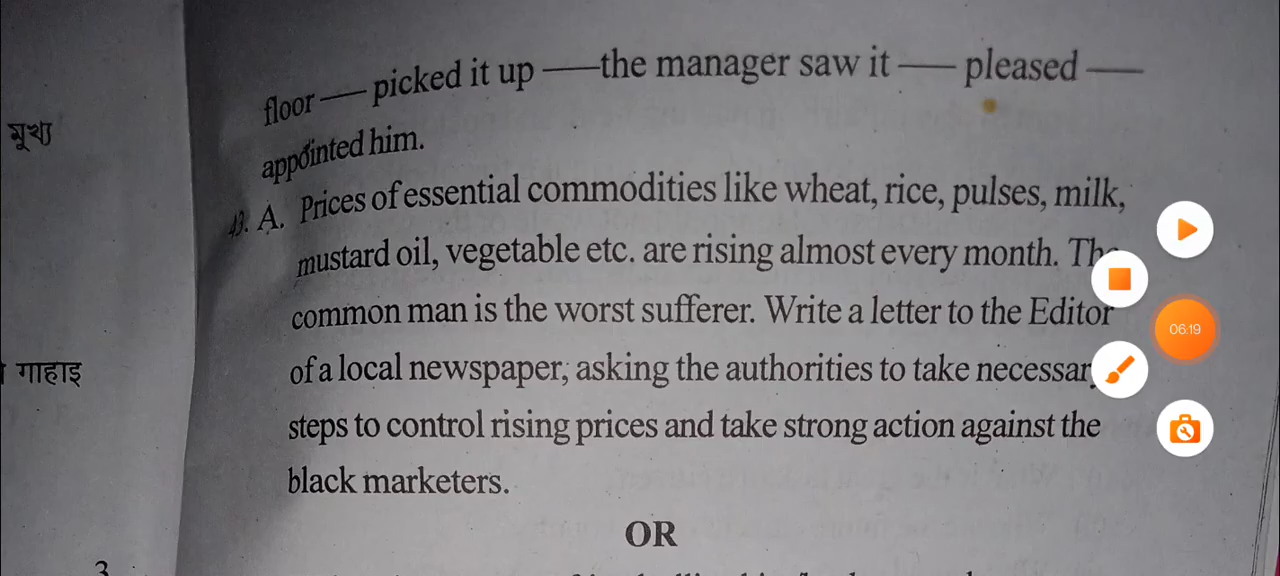 floor — picked it up — the manager saw it — pleased —
appointed him.
মুখ্য
43. A. Prices of essential commodities like wheat, rice, pulses, milk,
mustard oil, vegetable etc. are rising almost every month. The
common man is the worst sufferer. Write a letter to the Editor
06:19
of a local newspaper, asking the authorities to take necessary
steps to control rising prices and take strong action against the
black marketers.
OR
3